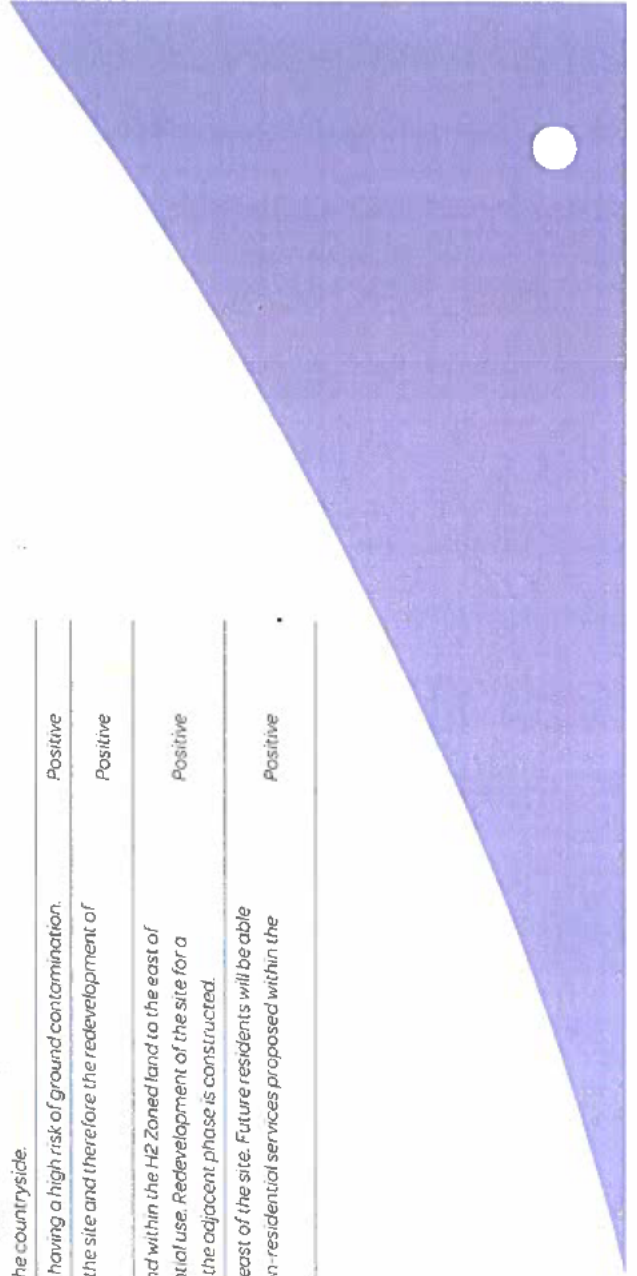 he countryside.
having a high risk of ground contamination.
Positive
the site and therefore the redevelopment of
Positive
nd within the H2 Zoned land to the east of
tial use. Redevelopment of the site for a
Positive
the adjacent phase is constructed.
east of the site. Future residents will be able
n-residential services proposed within the
Positive